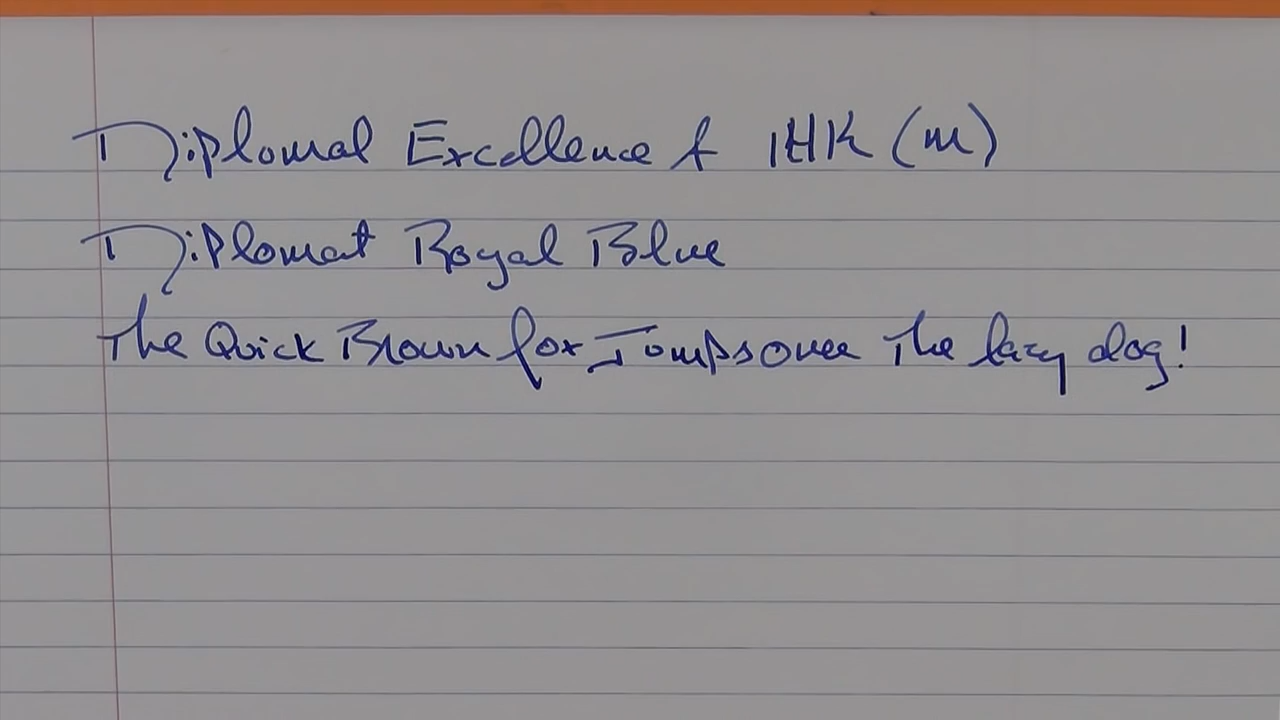 Diplomat Excellence A 14K (M)
Diplomat Royal Blue
The Quick Brown fox Jumps over The lazy dog!